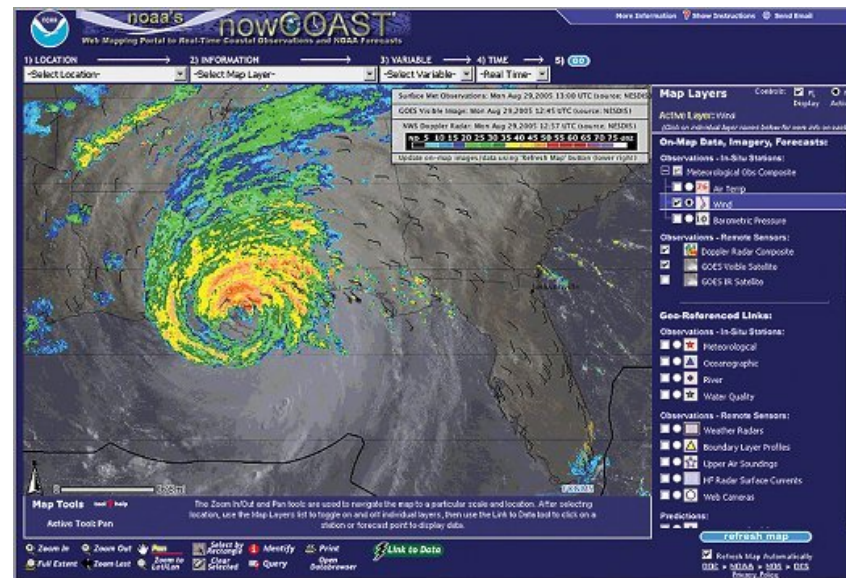 NOAA
noaa's
nowCOAST
Web Mapping Portal to Real-Time Coastal Observations and NOAA Forecasts
More Information ? Show Instructions @ Send Email
1) LOCATION 2) INFORMATION 3) VARIABLE 4) TIME 5) GO
-Select Location- -Select Map Layer- -Select Variable- -Real Time-
Surface Met Observations: Mon Aug 29,2005 13:00 UTC (source: NESDIS)
GOES Visible Image: Mon Aug 29,2005 12:45 UTC (source: NESDIS)
NWS Doppler Radar: Mon Aug 29,2005 12:57 UTC (source: NESDIS)
ND 5 10 15 20 25 30 35 40 45 50 55 60 65 70 75 dBZ
Update on-map images/data using 'Refresh Map' button (lower right)
Map Layers Controls:
Display
Active Layer: Wind
(Click on individual layer names below for more info on each
On-Map Data, Imagery, Forecasts:
Observations - In-Situ Stations:
Meteorological Obs Composite
76 Air Temp
Wind
10 Barometric Pressure
Observations - Remote Sensors:
Doppler Radar Composite
GOES Visible Satellite
GOES IR Satellite
Geo-Referenced Links:
Observations - In-Situ Stations:
Meteorological
Oceanographic
River
Water Quality
Observations - Remote Sensors:
Weather Radars
Boundary Layer Profiles
Upper Air Soundings
HF Radar Surface Currents
Web Cameras
Predictions:
refresh map
Refresh Map Automatically
NOAA > NOS > OCS
Privacy Policy
Map Tools tool ? help
Active Tool: Pan
The Zoom In/Out and Pan tools are used to navigate the map to a particular scale and location. After selecting
location, use the Map Layers list to toggle on and off individual layers, then use the Link to Data tool to click on a
station or forecast point to display data.
Zoom In Zoom Out Pan Select by Rectangle Identify Print Link to Data
Full Extent Zoom Last Zoom to Lat/Lon Clear Selected Query Open Databrowser